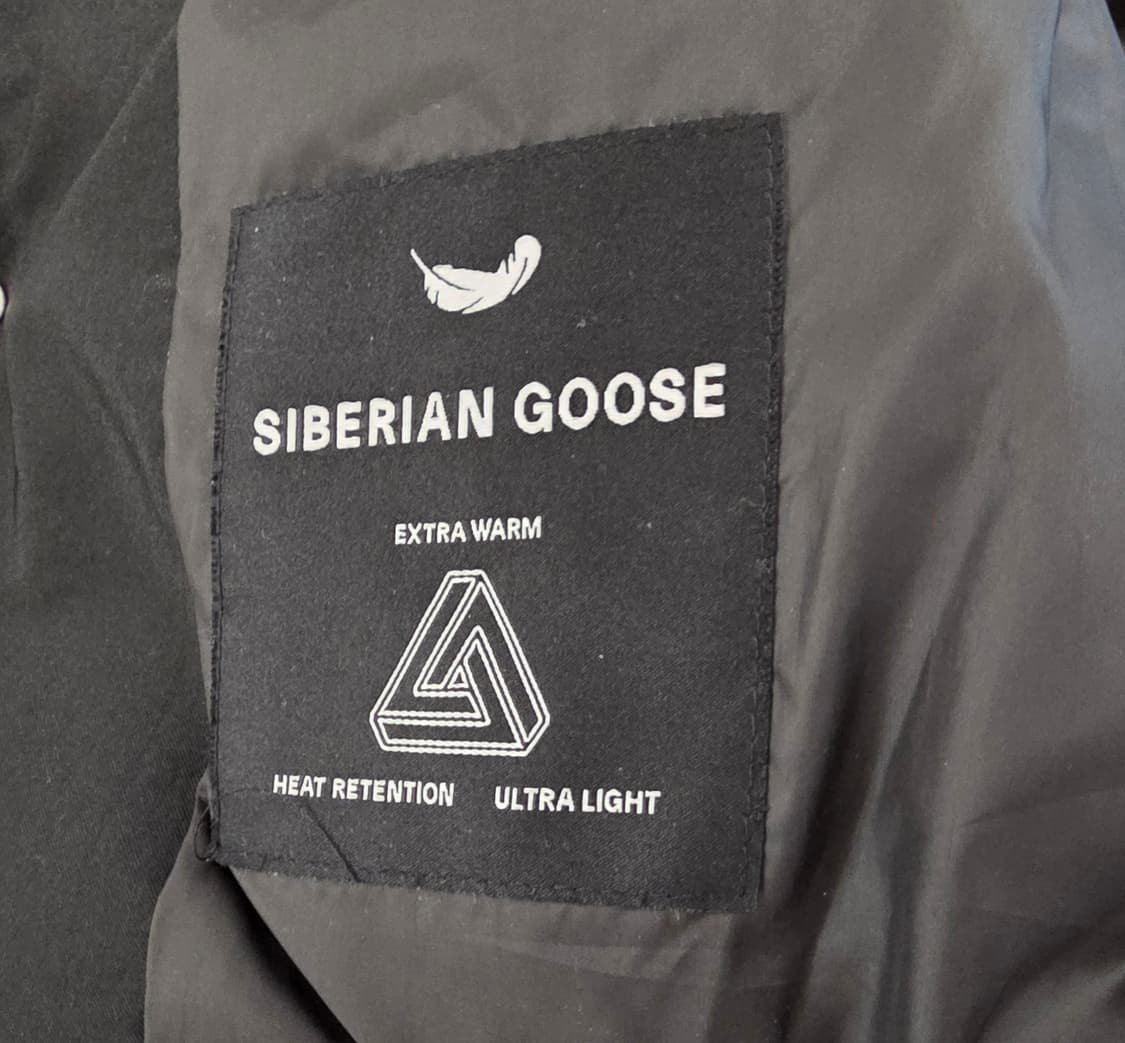 SIBERIAN GOOSE
EXTRA WARM
HEAT RETENTION ULTRA LIGHT